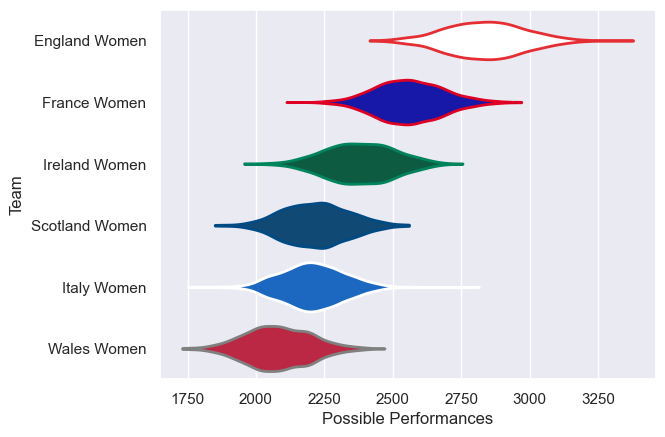 England Women
France Women
Ireland Women
Scotland Women
Italy Women
Wales Women
Team
1750 2000 2250 2500 2750 3000 3250
Possible Performances